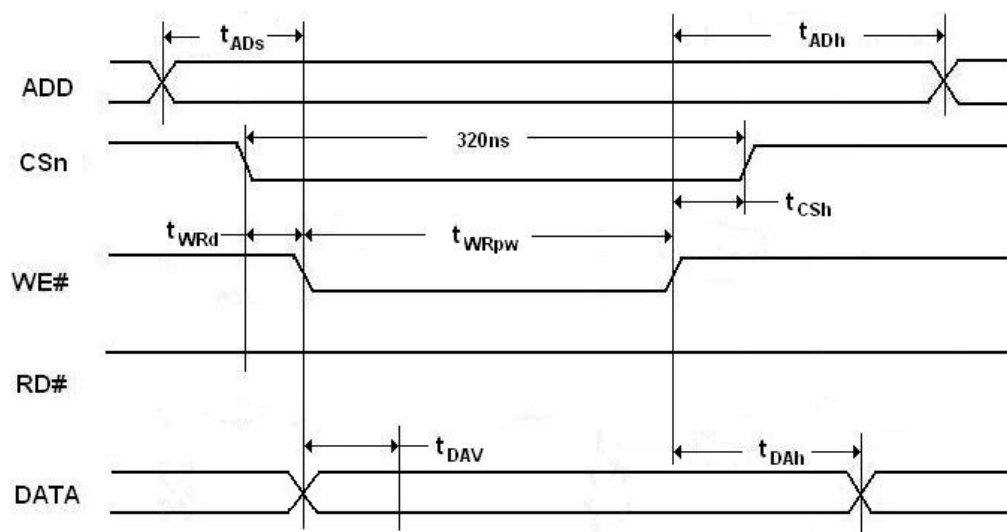 tADs
tADh
ADD
320ns
CSn
tCSh
tWRd
tWRpw
WE#
RD#
tDAV
tDAh
DATA